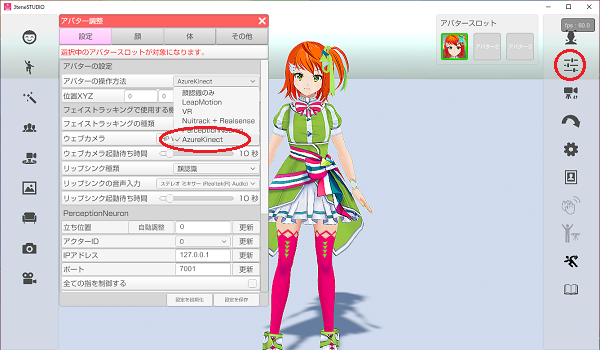 3teneSTUDIO
アバター調整
設定 顔 体 その他
選択中のアバタースロットが対象になります。
アバターの設定
アバターの操作方法 AzureKinect
顔認識のみ
位置XYZ 0 0
LeapMotion
VR
フェイストラッキングで使用する機
Nuitrack + Realsense
フェイストラッキングの種類
ウェブカメラ
AzureKinect
ウェブカメラ起動待ち時間 10 秒
リップシンク種類 顔認識
リップシンクの音声入力 ステレオ ミキサー (Realtek(R) Audio)
リップシンク起動待ち時間 10 秒
PerceptionNeuron
立ち位置 自動調整 0 更新
アクターID 0 更新
IPアドレス 127.0.0.1 更新
ポート 7001 更新
全ての指を制御する
設定を初期化 設定を保存
アバタースロット
アバター2 アバター3
fps : 60.0